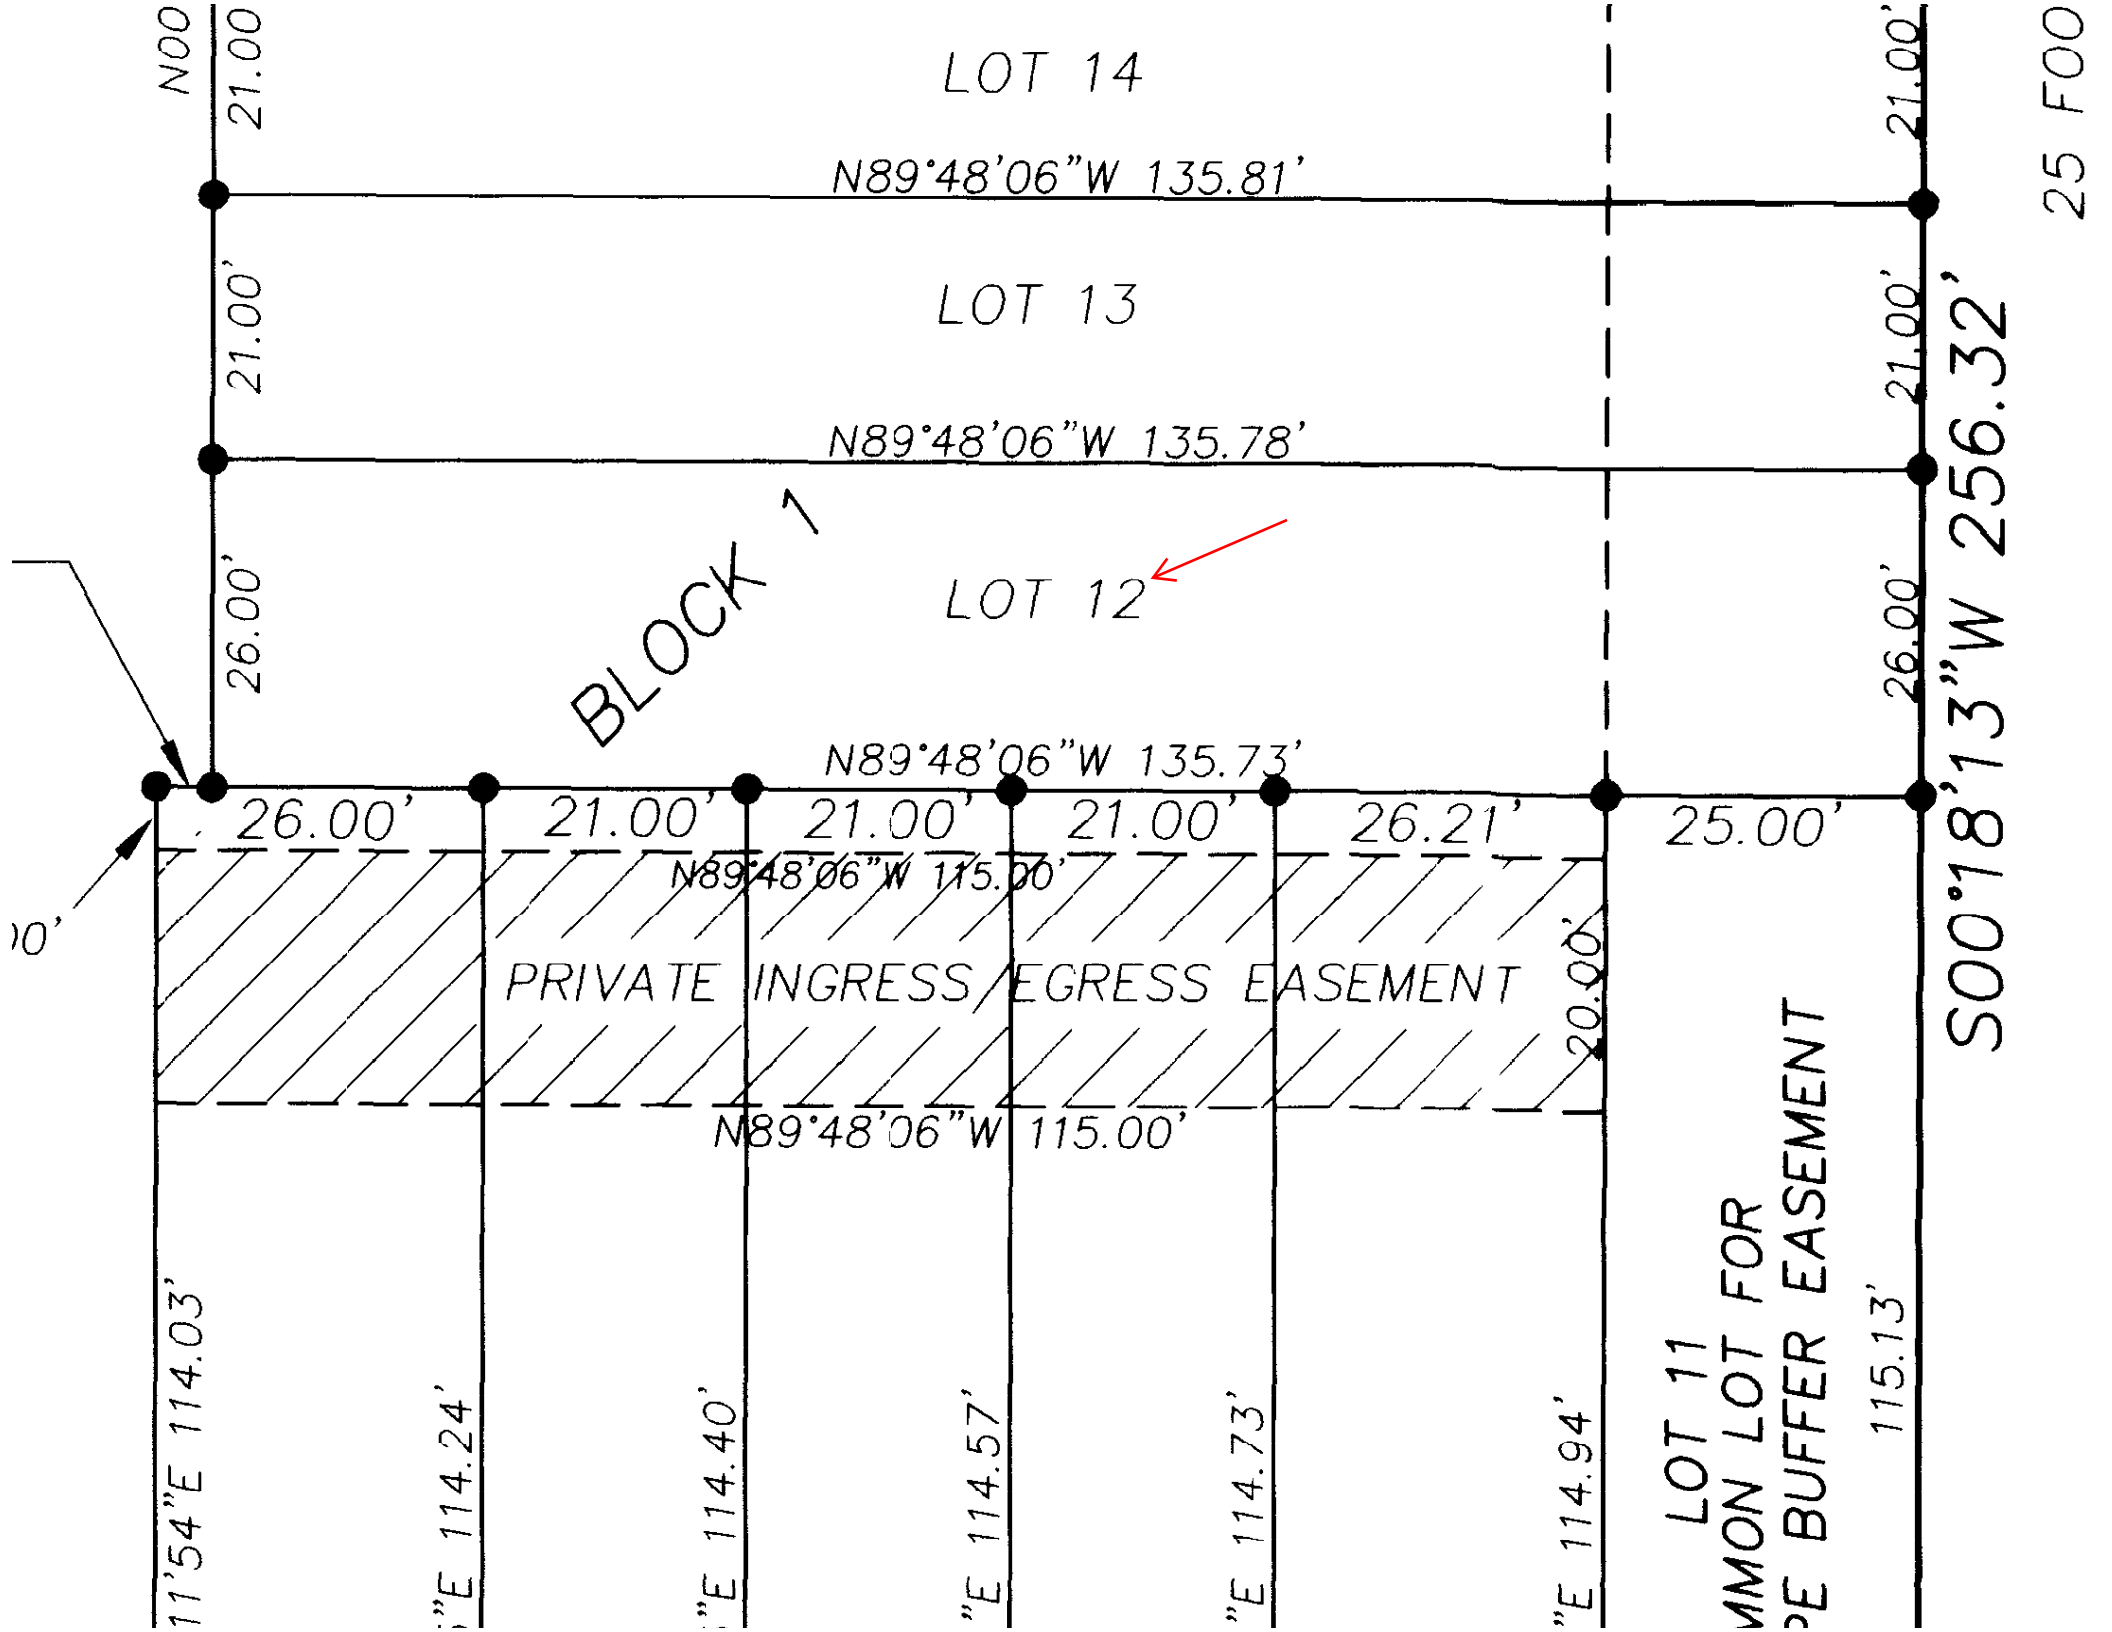 N00
21.00
LOT 14
21.00'
25 FOO
N89°48'06"W 135.81'
21.00'
LOT 13
21.00'
S00°18'13"W 256.32'
N89°48'06"W 135.78'
BLOCK 1
26.00'
LOT 12
26.00'
N89°48'06"W 135.73'
26.00'
21.00'
21.00'
21.00'
26.21'
25.00'
N89°48'06"W 115.00'
00'
PRIVATE INGRESS/EGRESS EASEMENT
20.00'
N89°48'06"W 115.00'
11'54"E 114.03'
"E 114.24'
"E 114.40'
"E 114.57'
"E 114.73'
"E 114.94'
LOT 11
MMON LOT FOR
PE BUFFER EASEMENT
115.13'